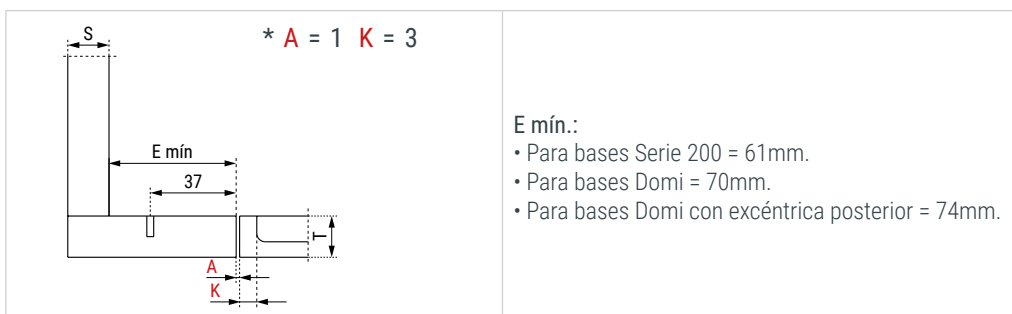 S
* A = 1 K = 3
E mín
37
T
A
K
E mín.:
• Para bases Serie 200 = 61mm.
• Para bases Domi = 70mm.
• Para bases Domi con excéntrica posterior = 74mm.